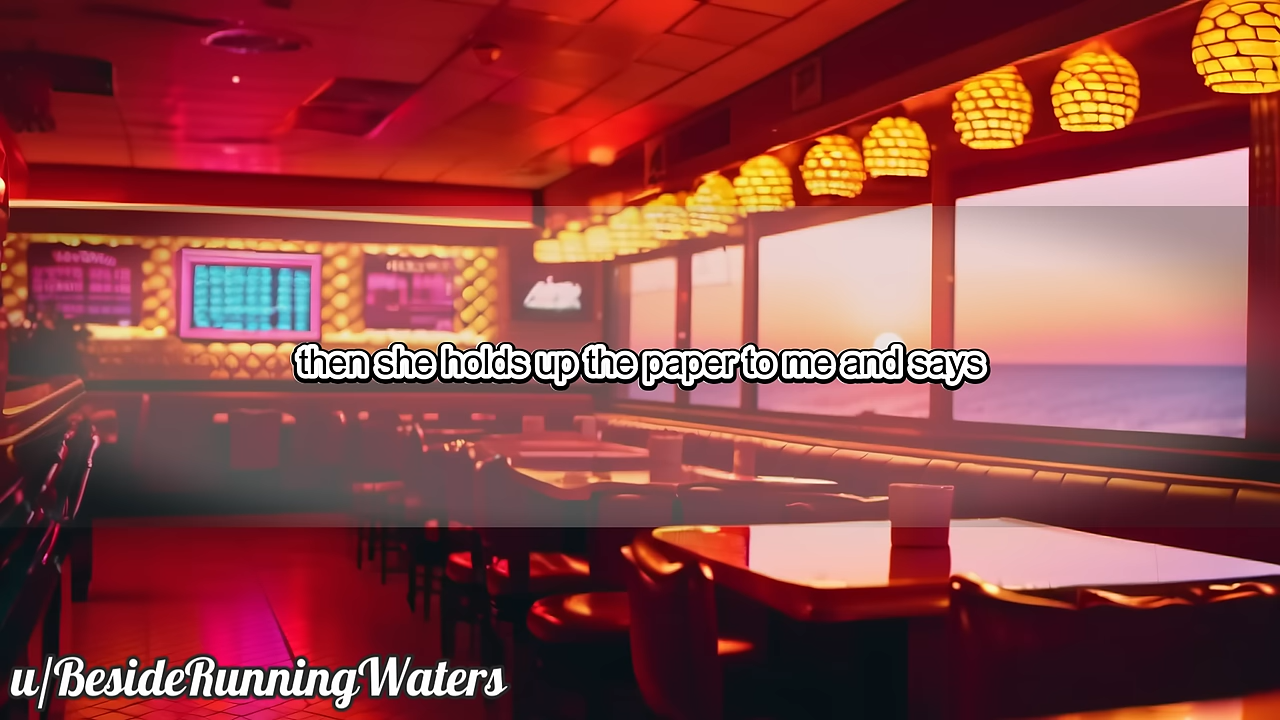 then she holds up the paper to me and says
u/BesideRunningWaters